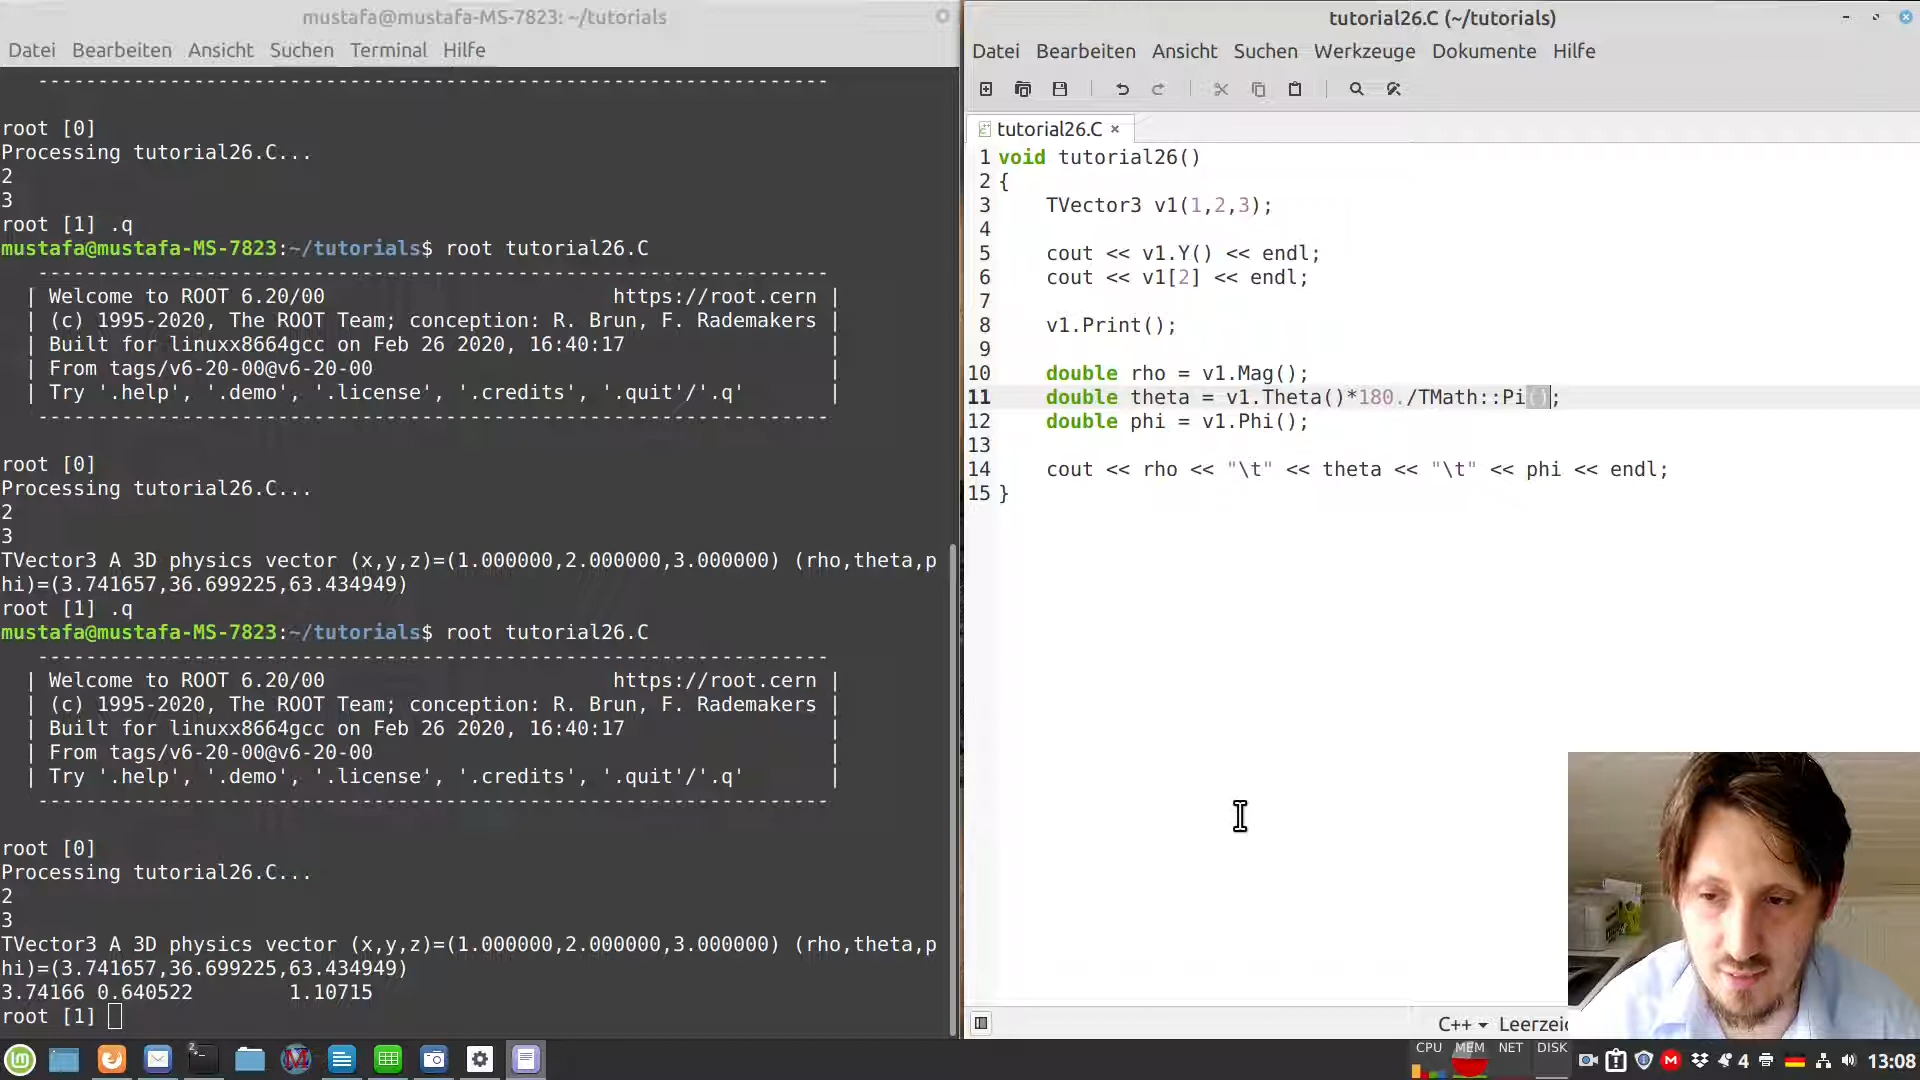 mustafa@mustafa-MS-7823: ~/tutorials
Datei Bearbeiten Ansicht Suchen Terminal Hilfe
-----------------------------------------------------------------
root [0]
Processing tutorial26.C...
2
3
root [1] .q
mustafa@mustafa-MS-7823:~/tutorials$ root tutorial26.C
------------------------------------------------------------------
| Welcome to ROOT 6.20/00 https://root.cern |
| (c) 1995-2020, The ROOT Team; conception: R. Brun, F. Rademakers |
| Built for linuxx8664gcc on Feb 26 2020, 16:40:17 |
| From tags/v6-20-00@v6-20-00 |
| Try '.help', '.demo', '.license', '.credits', '.quit'/'.q' |
------------------------------------------------------------------
root [0]
Processing tutorial26.C...
2
3
TVector3 A 3D physics vector (x,y,z)=(1.000000,2.000000,3.000000) (rho,theta,p
hi)=(3.741657,36.699225,63.434949)
root [1] .q
mustafa@mustafa-MS-7823:~/tutorials$ root tutorial26.C
------------------------------------------------------------------
| Welcome to ROOT 6.20/00 https://root.cern |
| (c) 1995-2020, The ROOT Team; conception: R. Brun, F. Rademakers |
| Built for linuxx8664gcc on Feb 26 2020, 16:40:17 |
| From tags/v6-20-00@v6-20-00 |
| Try '.help', '.demo', '.license', '.credits', '.quit'/'.q' |
------------------------------------------------------------------
root [0]
Processing tutorial26.C...
2
3
TVector3 A 3D physics vector (x,y,z)=(1.000000,2.000000,3.000000) (rho,theta,p
hi)=(3.741657,36.699225,63.434949)
3.74166 0.640522 1.10715
root [1]
tutorial26.C (~/tutorials)
Datei Bearbeiten Ansicht Suchen Werkzeuge Dokumente Hilfe
tutorial26.C ×
1 void tutorial26()
2 {
3 TVector3 v1(1,2,3);
4
5 cout << v1.Y() << endl;
6 cout << v1[2] << endl;
7
8 v1.Print();
9
10 double rho = v1.Mag();
11 double theta = v1.Theta()*180./TMath::Pi();
12 double phi = v1.Phi();
13
14 cout << rho << "\t" << theta << "\t" << phi << endl;
15 }
C++ Leerzeic
CPU MEM NET DISK
4 13:08